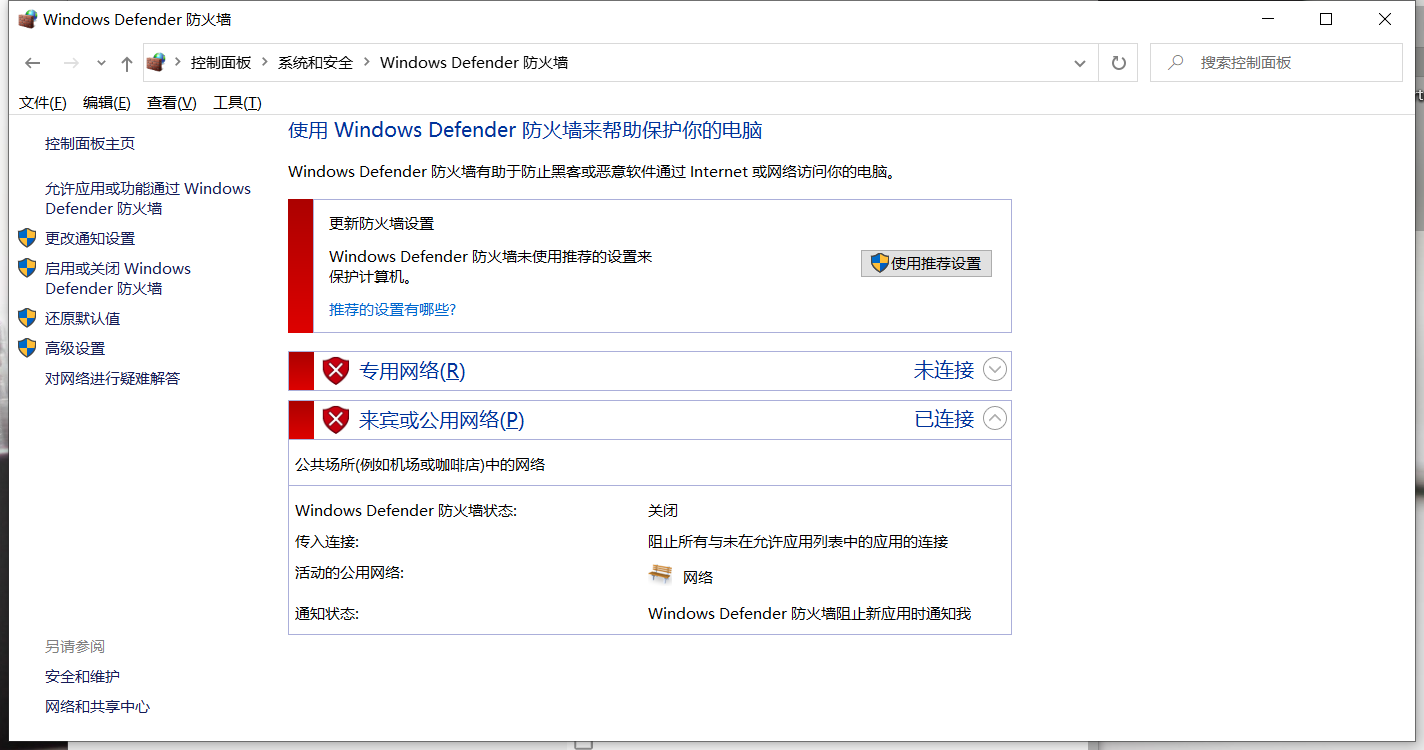 Windows Defender 防火墙
控制面板 系统和安全 Windows Defender 防火墙
搜索控制面板
文件(F) 编辑(E) 查看(V) 工具(T)
控制面板主页
允许应用或功能通过 Windows
Defender 防火墙
更改通知设置
启用或关闭 Windows
Defender 防火墙
还原默认值
高级设置
对网络进行疑难解答
另请参阅
安全和维护
网络和共享中心
使用 Windows Defender 防火墙来帮助保护你的电脑
Windows Defender 防火墙有助于防止黑客或恶意软件通过 Internet 或网络访问你的电脑。
更新防火墙设置
Windows Defender 防火墙未使用推荐的设置来
保护计算机。
使用推荐设置
推荐的设置有哪些?
专用网络(R) 未连接
来宾或公用网络(P) 已连接
公共场所(例如机场或咖啡店)中的网络
Windows Defender 防火墙状态: 关闭
传入连接: 阻止所有与未在允许应用列表中的应用的连接
活动的公用网络: 网络
通知状态: Windows Defender 防火墙阻止新应用时通知我